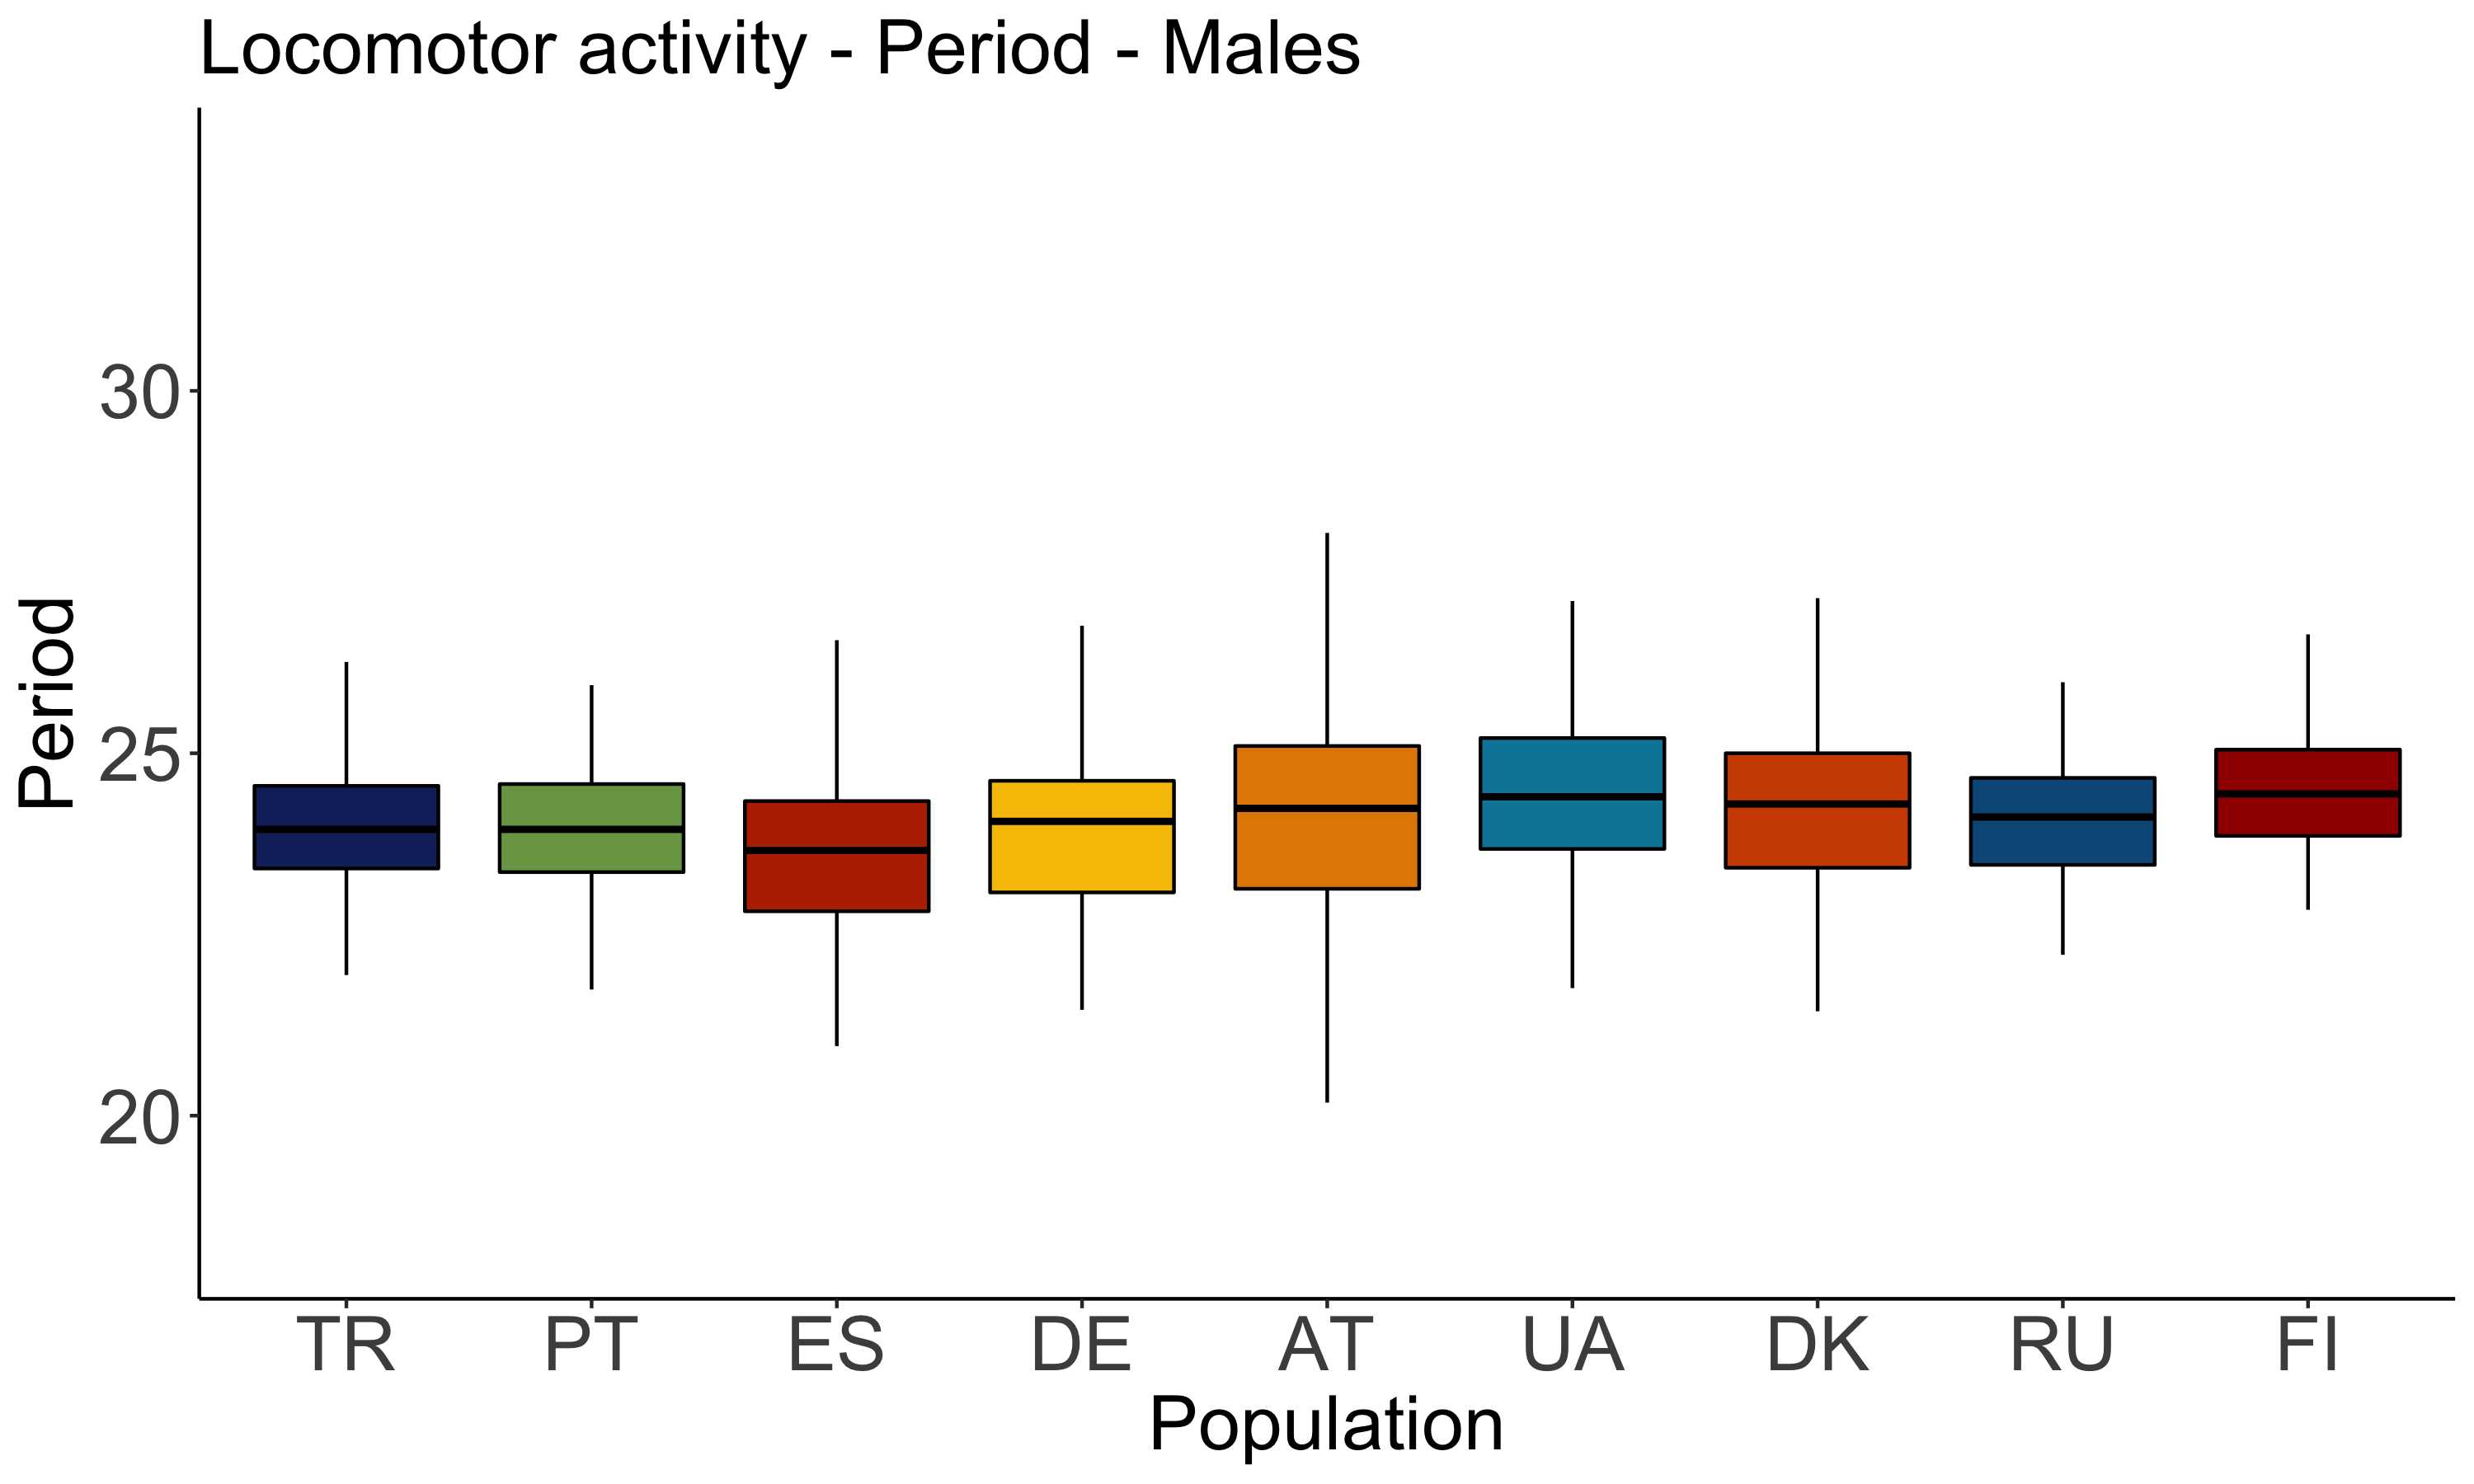 Locomotor activity - Period - Males
Period
30
25
20
TR PT ES DE AT UA DK RU FI
Population